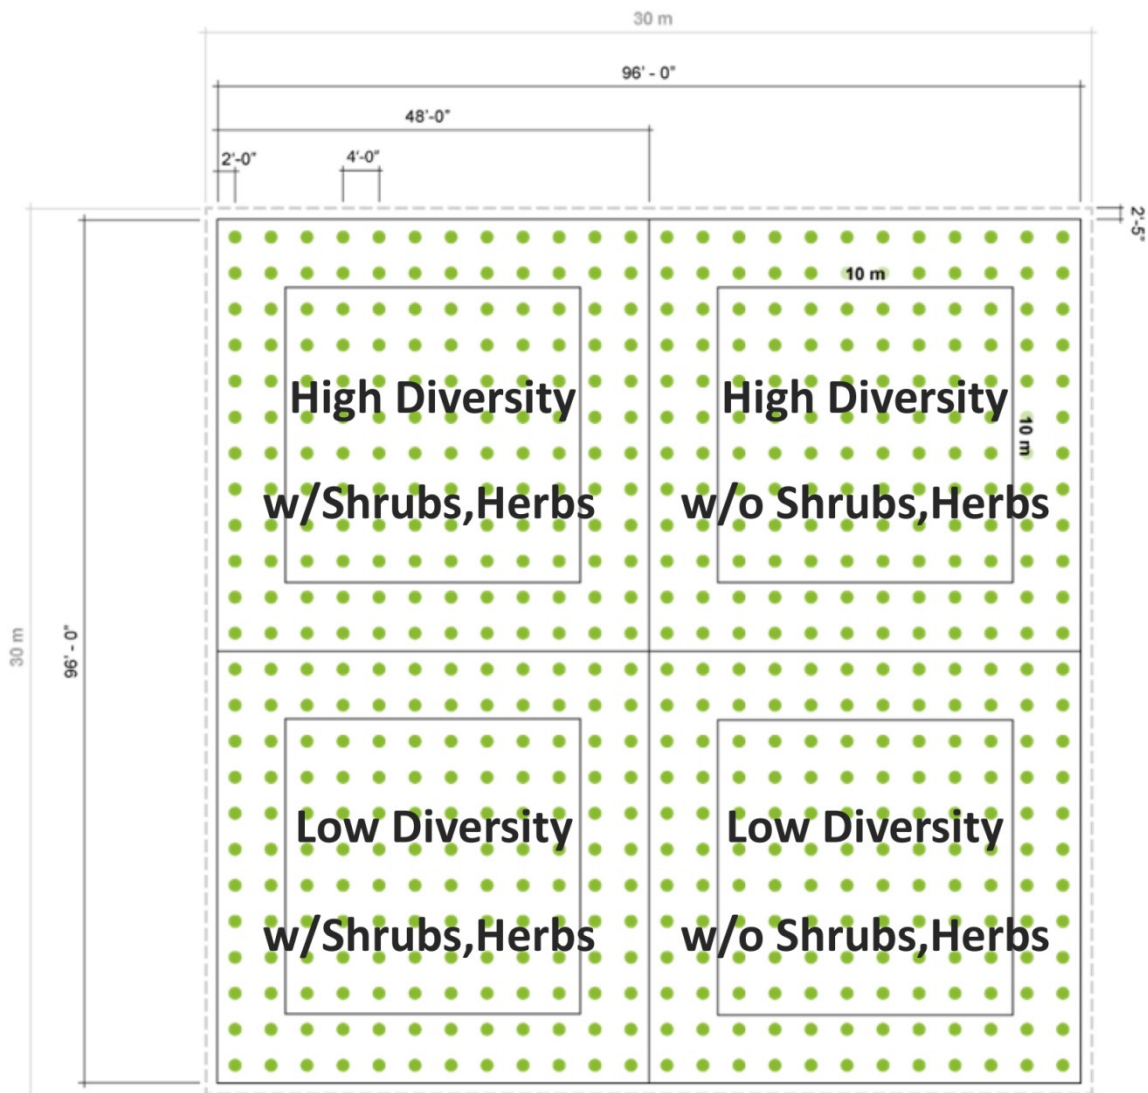 30 m
96' - 0"
48'-0"
2'-0"
4'-0"
2'-5"
10 m
High Diversity
High Diversity
10 m
w/Shrubs,Herbs
w/o Shrubs,Herbs
30 m
96' - 0"
Low Diversity
Low Diversity
w/Shrubs,Herbs
w/o Shrubs,Herbs